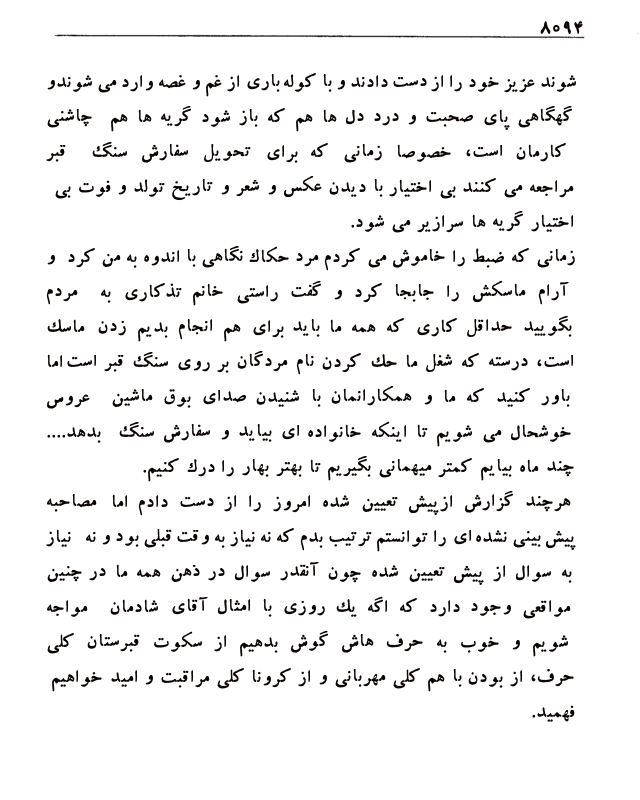 ۸۰۹۴
شوند عزیز خود را از دست دادند و با کوله باری از غم و غصه وارد می شوندو
گهگاهی پای صحبت و درد دل ها هم که باز شود گریه ها هم چاشنی
کارمان است، خصوصا زمانی که برای تحویل سفارش سنگ قبر
مراجعه می کنند بی اختیار با دیدن عکس و شعر و تاریخ تولد و فوت بی
اختیار گریه ها سرازیر می شود.
زمانی که ضبط را خاموش می کردم مرد حکاک نگاهی با اندوه به من کرد و
آرام ماسکش را جابجا کرد و گفت راستی خانم تذکاری به مردم
بگویید حداقل کاری که همه ما باید برای هم انجام بدیم زدن ماسک
است، درسته که شغل ما حک کردن نام مردگان بر روی سنگ قبر است اما
باور کنید که ما و همکارانمان با شنیدن صدای بوق ماشین عروس
خوشحال می شویم تا اینکه خانواده ای بیاید و سفارش سنگ بدهد....
چند ماه بیایم کمتر میهمانی بگیریم تا بهتر بهار را درک کنیم.
هرچند گزارش ازپیش تعیین شده امروز را از دست دادم اما مصاحبه
پیش بینی نشده ای را توانستم ترتیب بدم که نه نیاز به وقت قبلی بود و نه نیاز
به سوال از پیش تعیین شده چون آنقدر سوال در ذهن همه ما در چنین
مواقعی وجود دارد که اگه یک روزی با امثال آقای شادمان مواجه
شویم و خوب به حرف هاش گوش بدهیم از سکوت قبرستان کلی
حرف، از بودن با هم کلی مهربانی و از کرونا کلی مراقبت و امید خواهیم
فهمید.